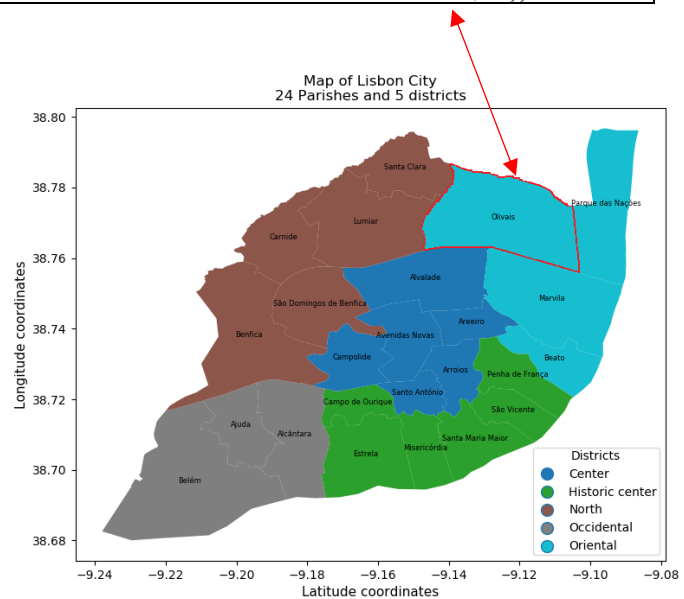 Map of Lisbon City
24 Parishes and 5 districts
38.80
38.78
38.76
38.74
38.72
38.70
38.68
Longitude coordinates
Santa Clara
Parque das Nações
Olivais
Lumiar
Carnide
Alvalade
Marvila
São Domingos de Benfica
Areeiro
Benfica
Avenidas Novas
Campolide
Beato
Arroios
Penha de França
Santo António
Campo de Ourique
São Vicente
Ajuda
Alcântara
Santa Maria Maior
Misericórdia
Estrela
Belém
Districts
Center
Historic center
North
Occidental
Oriental
−9.24 −9.22 −9.20 −9.18 −9.16 −9.14 −9.12 −9.10 −9.08
Latitude coordinates